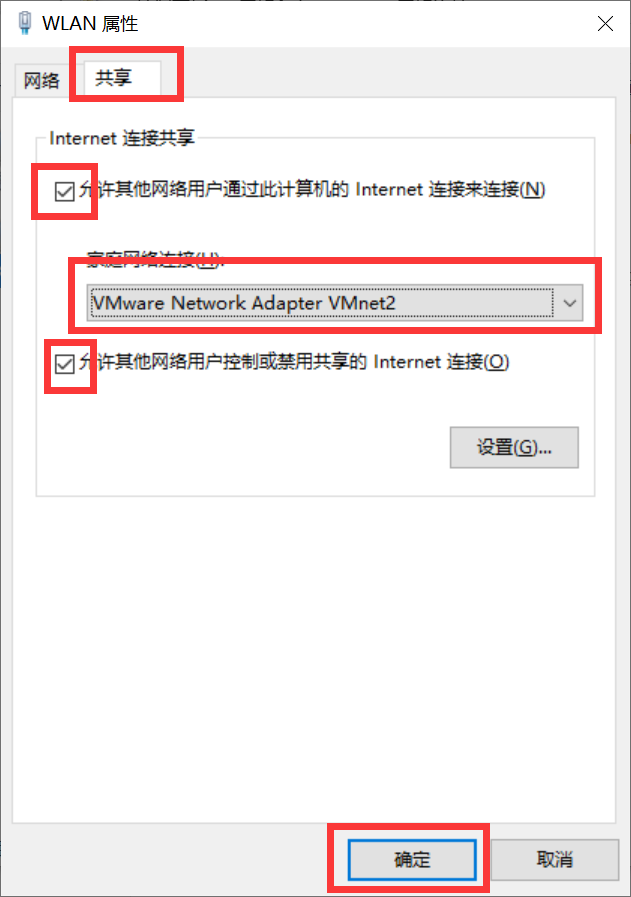 WLAN 属性
网络 共享
Internet 连接共享
允许其他网络用户通过此计算机的 Internet 连接来连接(N)
家庭网络连接(H):
VMware Network Adapter VMnet2
允许其他网络用户控制或禁用共享的 Internet 连接(O)
设置(G)...
确定 取消